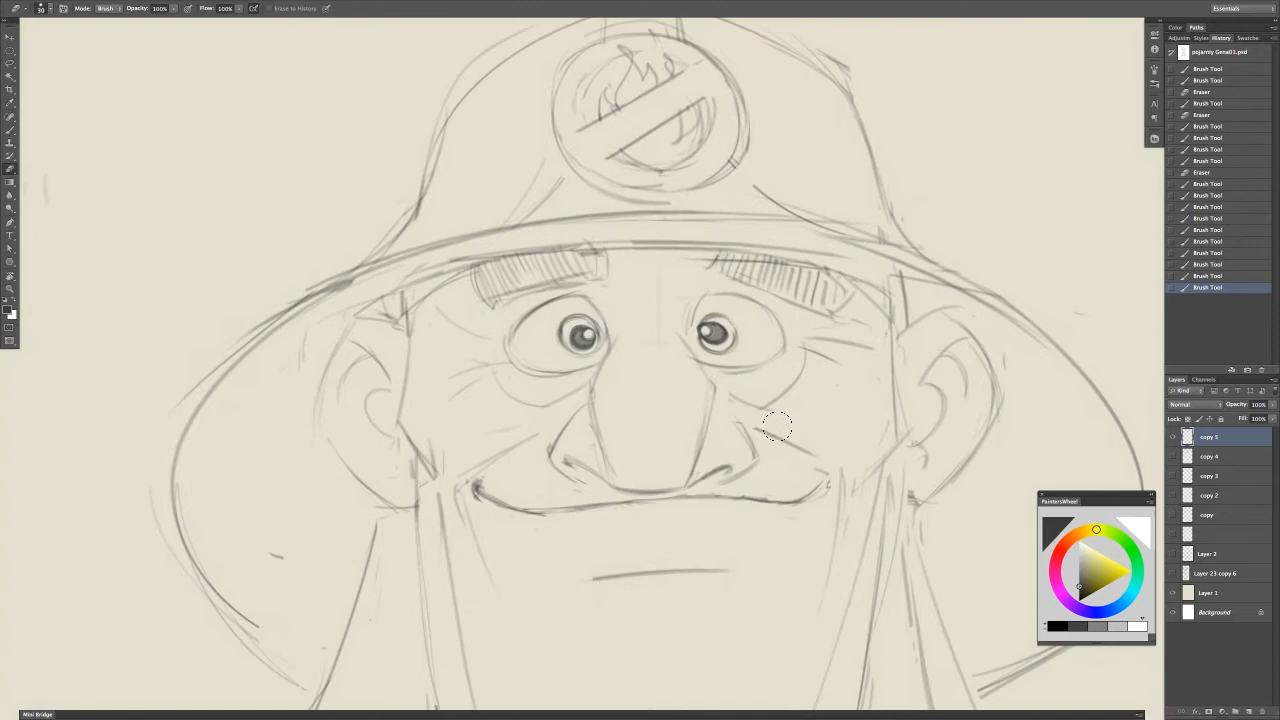 30
Mode: Brush Opacity: 100% Flow: 100% Erase to History
Essentials
Color Paths
Adjustm Styles History Swatche
pojarniy Gena01.psd
Brush Tool
Brush Tool
Eraser
Brush Tool
Eraser
Brush Tool
Brush Tool
Brush Tool
Brush Tool
Eraser
Brush Tool
Brush Tool
Brush Tool
Brush Tool
Brush Tool
Brush Tool
Brush Tool
Brush Tool
Brush Tool
Brush Tool
Layers Channels
Kind
Normal Opacity: 100%
Lock: Fill: 100%
copy 5
copy 4
copy 3
copy 2
copy
Layer 2
Layer 23 copy 6
Layer 1
Background
PaintersWheel
Mini Bridge